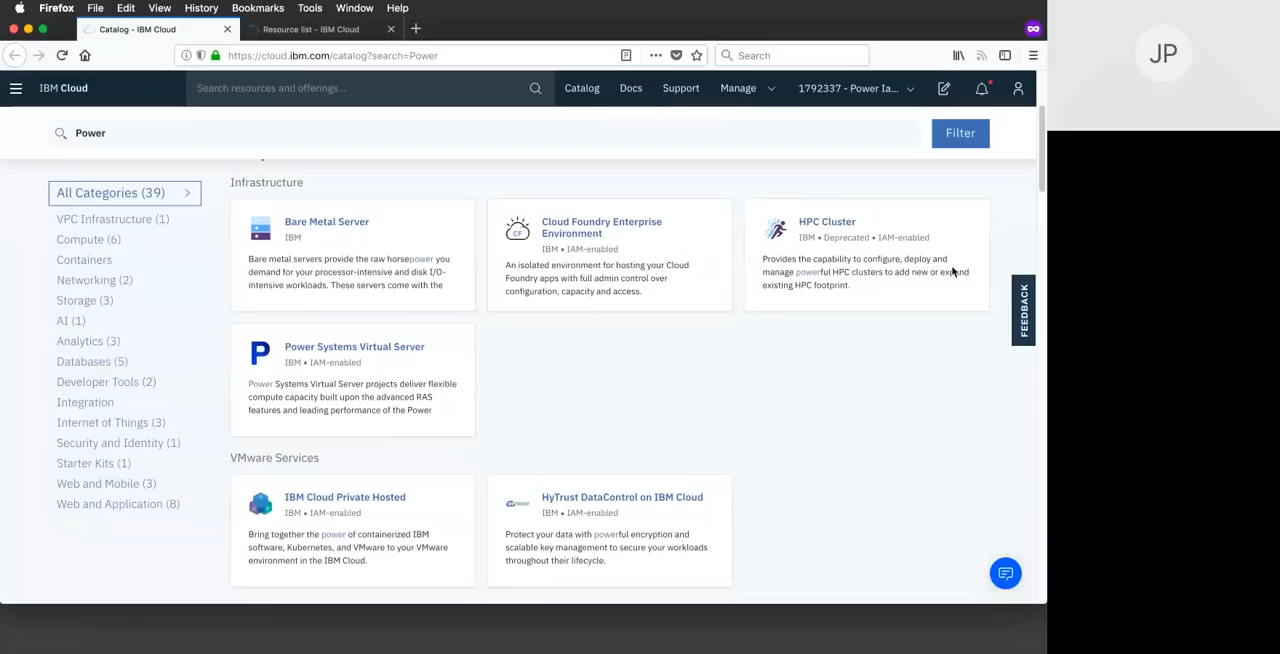 Firefox File Edit View History Bookmarks Tools Window Help
Catalog - IBM Cloud
Resource list - IBM Cloud
https://cloud.ibm.com/catalog?search=Power
Search
IBM Cloud
Search resources and offerings...
Catalog
Docs
Support
Manage
1792337 - Power Ia...
Power
Filter
All Categories (39)
VPC Infrastructure (1)
Compute (6)
Containers
Networking (2)
Storage (3)
AI (1)
Analytics (3)
Databases (5)
Developer Tools (2)
Integration
Internet of Things (3)
Security and Identity (1)
Starter Kits (1)
Web and Mobile (3)
Web and Application (8)
Infrastructure
Bare Metal Server
IBM
Bare metal servers provide the raw horsepower you
demand for your processor-intensive and disk I/O-
intensive workloads. These servers come with the
Cloud Foundry Enterprise
Environment
IBM • IAM-enabled
An isolated environment for hosting your Cloud
Foundry apps with full admin control over
configuration, capacity and access.
HPC Cluster
IBM • Deprecated • IAM-enabled
Provides the capability to configure, deploy and
manage powerful HPC clusters to add new or expand
existing HPC footprint.
Power Systems Virtual Server
IBM • IAM-enabled
Power Systems Virtual Server projects deliver flexible
compute capacity built upon the advanced RAS
features and leading performance of the Power
VMware Services
IBM Cloud Private Hosted
IBM • IAM-enabled
Bring together the power of containerized IBM
software, Kubernetes, and VMware to your VMware
environment in the IBM Cloud.
HyTrust DataControl on IBM Cloud
IBM • IAM-enabled
Protect your data with powerful encryption and
scalable key management to secure your workloads
throughout their lifecycle.
FEEDBACK
JP